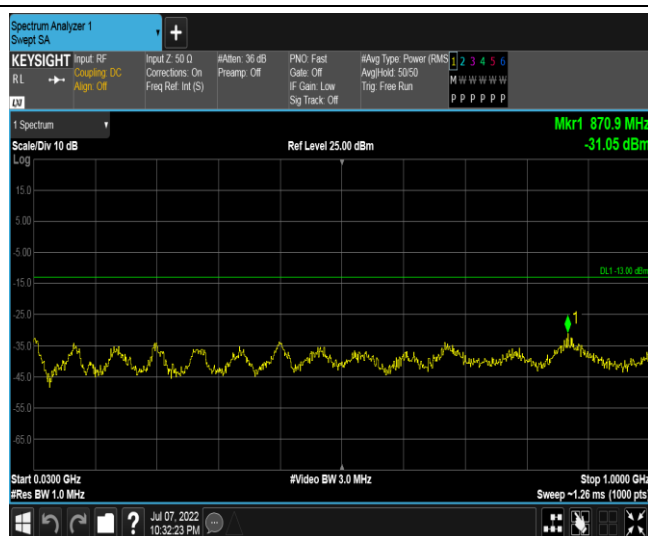 Spectrum Analyzer 1
Swept SA
+
KEYSIGHT
RL
LXI
Input: RF
Coupling: DC
Align: Off
Input Z: 50 Ω
Corrections: On
Freq Ref: Int (S)
#Atten: 36 dB
Preamp: Off
PNO: Fast
Gate: Off
IF Gain: Low
Sig Track: Off
#Avg Type: Power (RMS
Avg|Hold: 50/50
Trig: Free Run
1 2 3 4 5 6
M W W W W W
P P P P P P
1 Spectrum
Scale/Div 10 dB
Ref Level 25.00 dBm
Mkr1 870.9 MHz
-31.05 dBm
Log
15.0
5.00
-5.00
DL1 -13.00 dBm
-15.0
-25.0
1
-35.0
-45.0
-55.0
-65.0
Start 0.0300 GHz
#Video BW 3.0 MHz
Stop 1.0000 GHz
#Res BW 1.0 MHz
Sweep ~1.26 ms (1000 pts)
?
Jul 07, 2022
10:32:23 PM